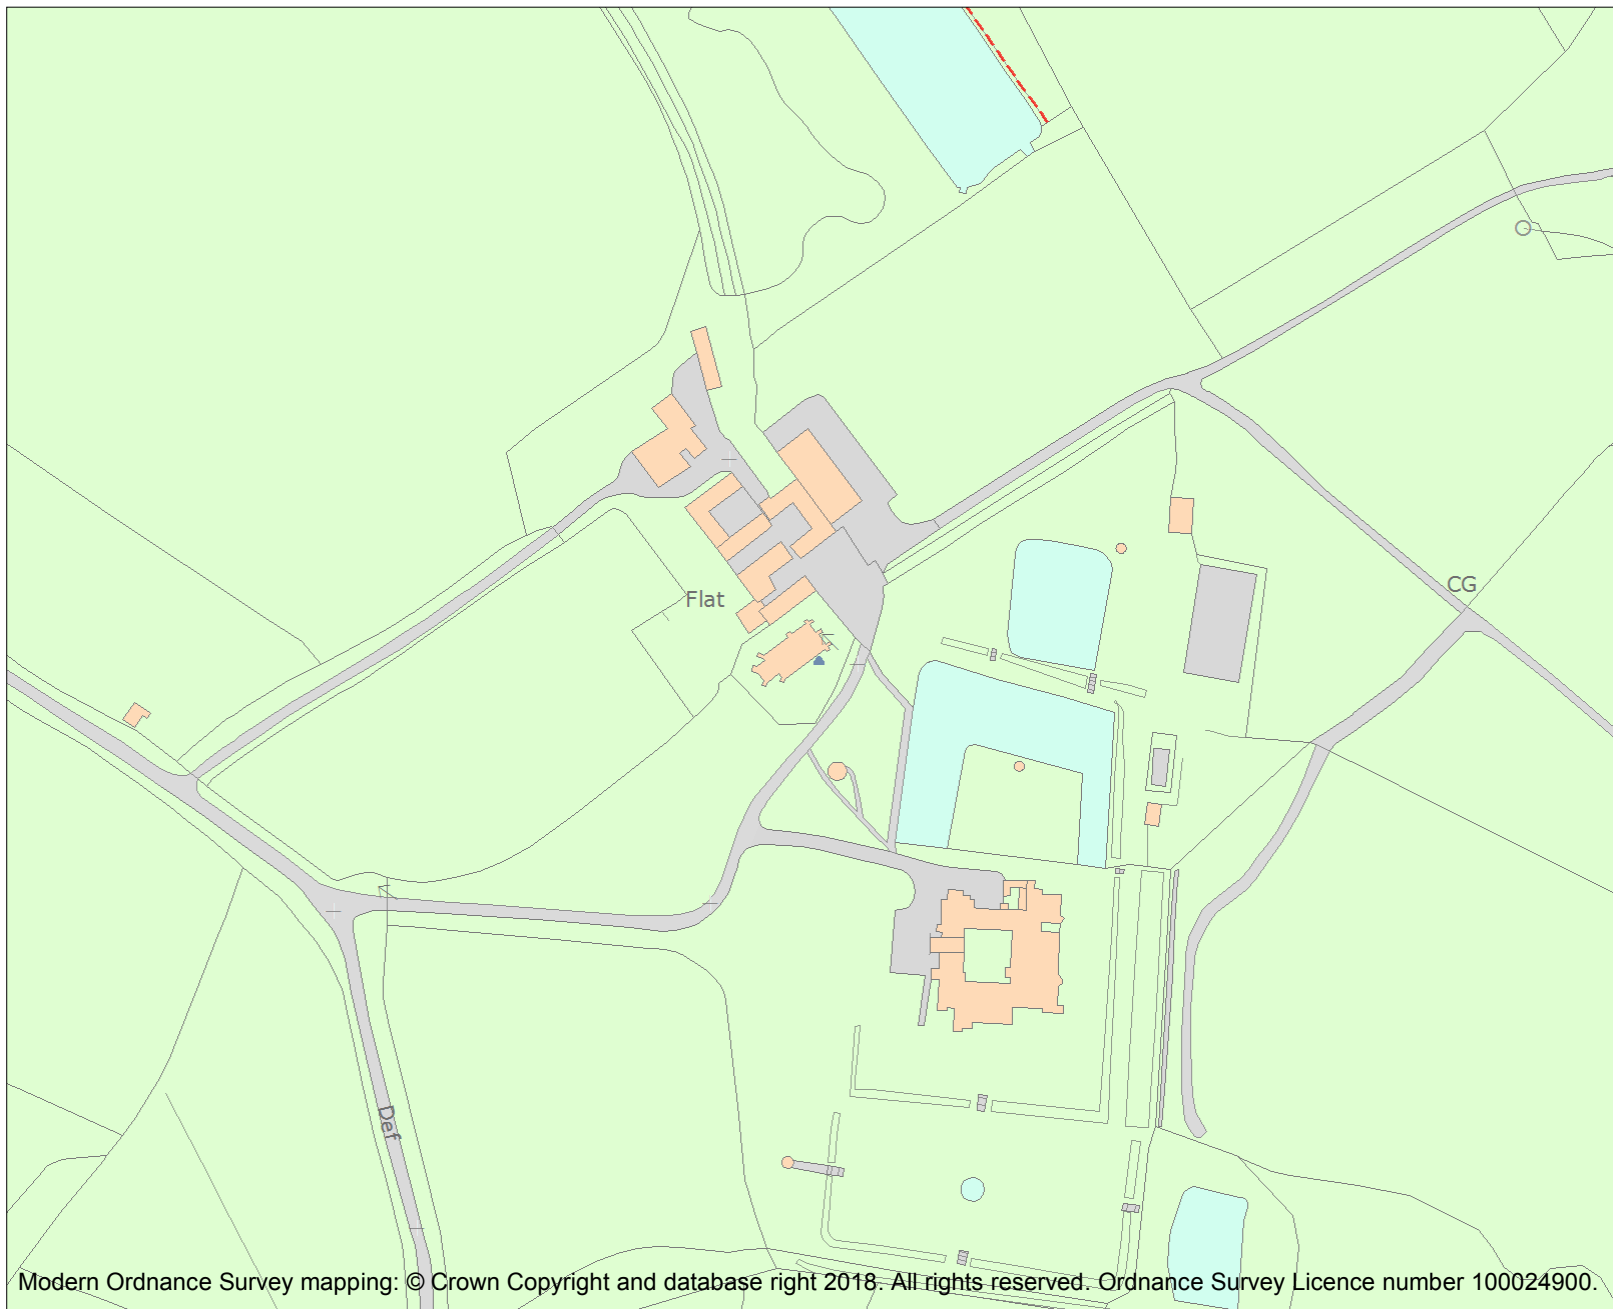 CG
Flat
Def
Modern Ordnance Survey mapping: © Crown Copyright and database right 2018. All rights reserved. Ordnance Survey Licence number 100024900.